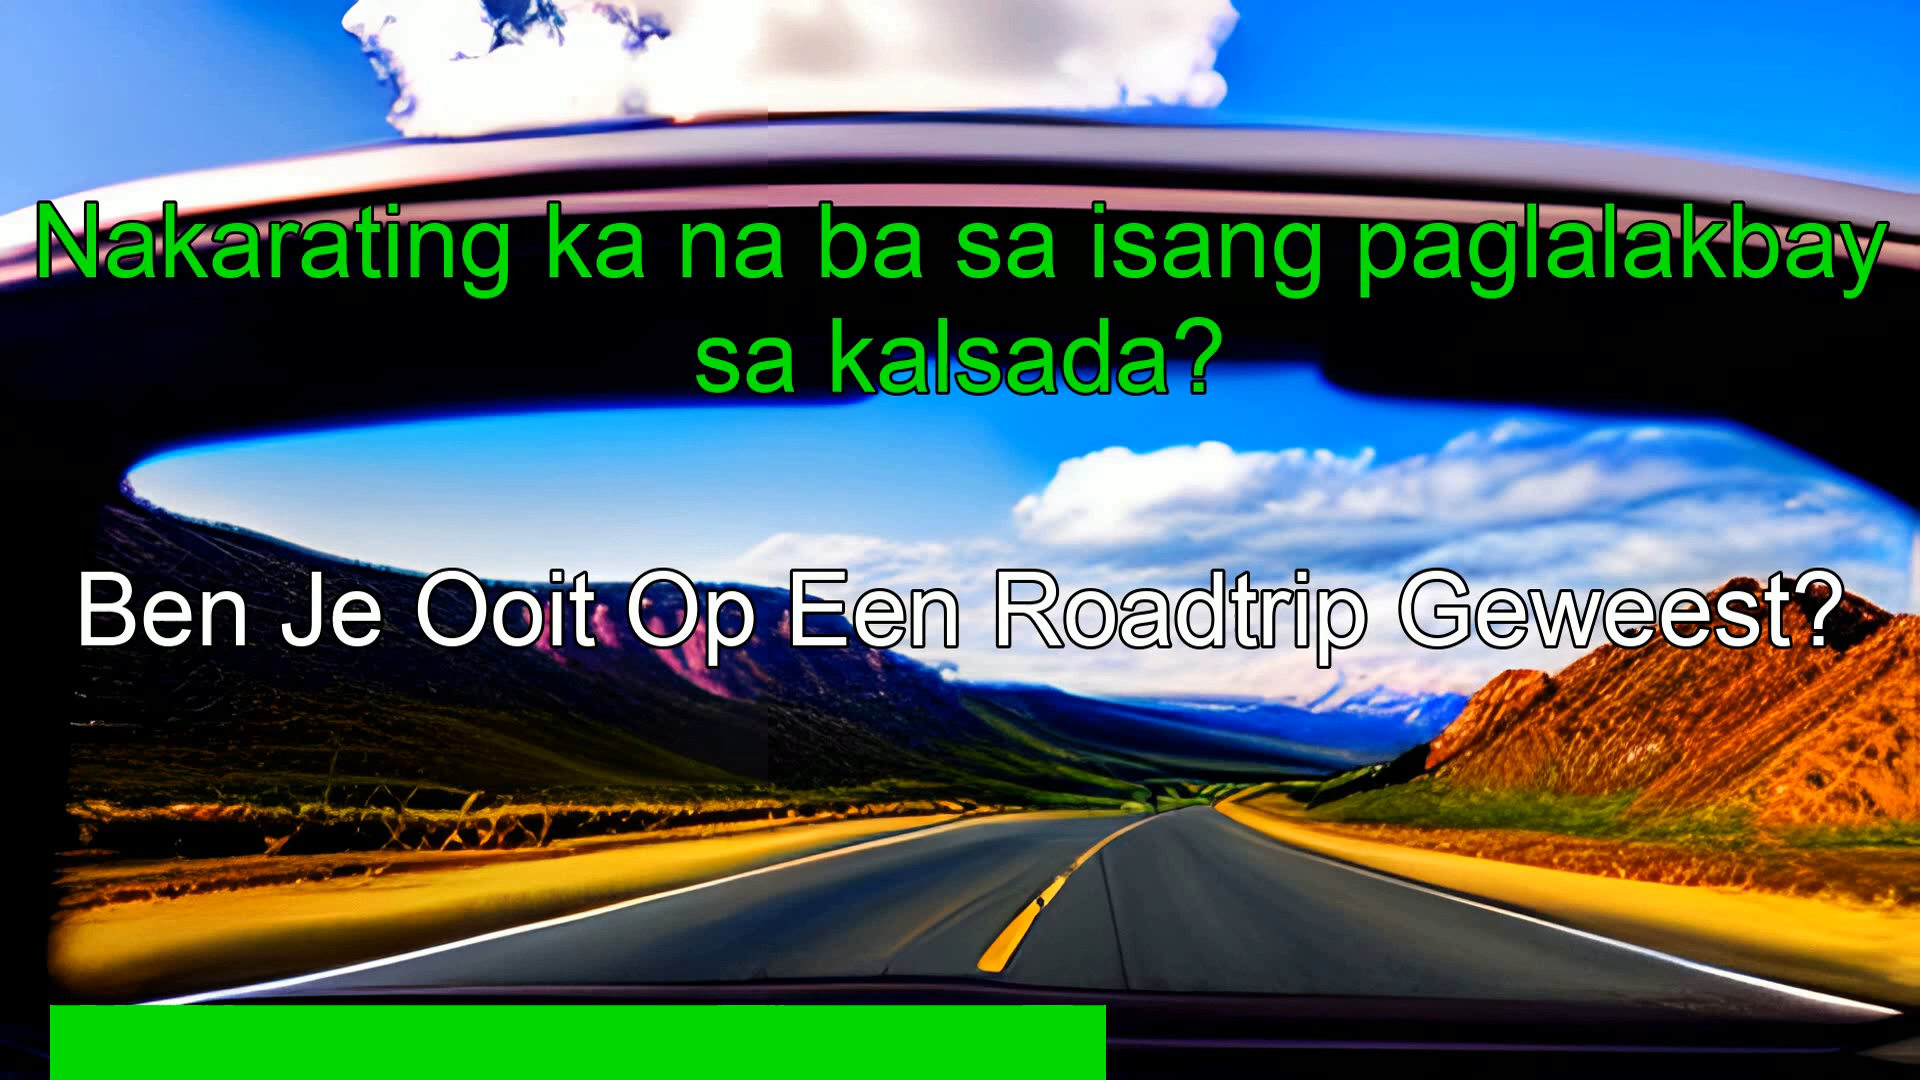 Nakarating ka na ba sa isang paglalakbay
sa kalsada?
Ben Je Ooit Op Een Roadtrip Geweest?